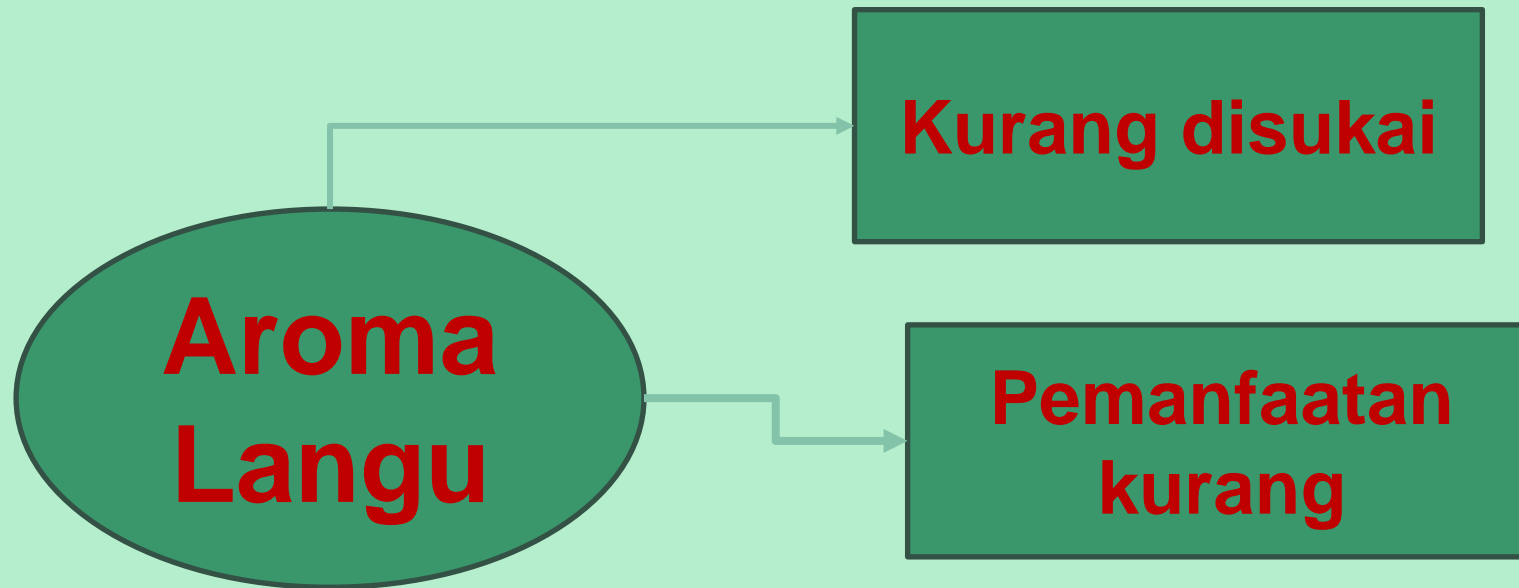 Kurang disukai
Aroma
Langu
Pemanfaatan
kurang